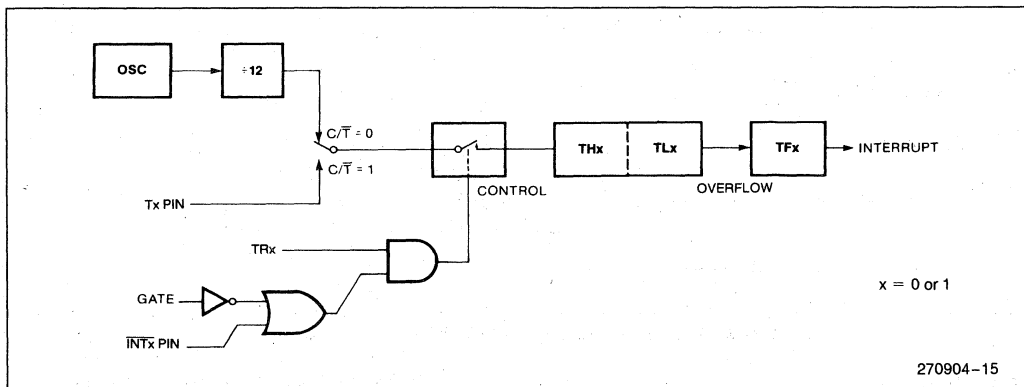 OSC
÷12
C/T̅ = 0
C/T̅ = 1
Tx PIN
CONTROL
THx
TLx
OVERFLOW
TFx
INTERRUPT
TRx
GATE
I̅N̅T̅x̅ PIN
x = 0 or 1
270904-15